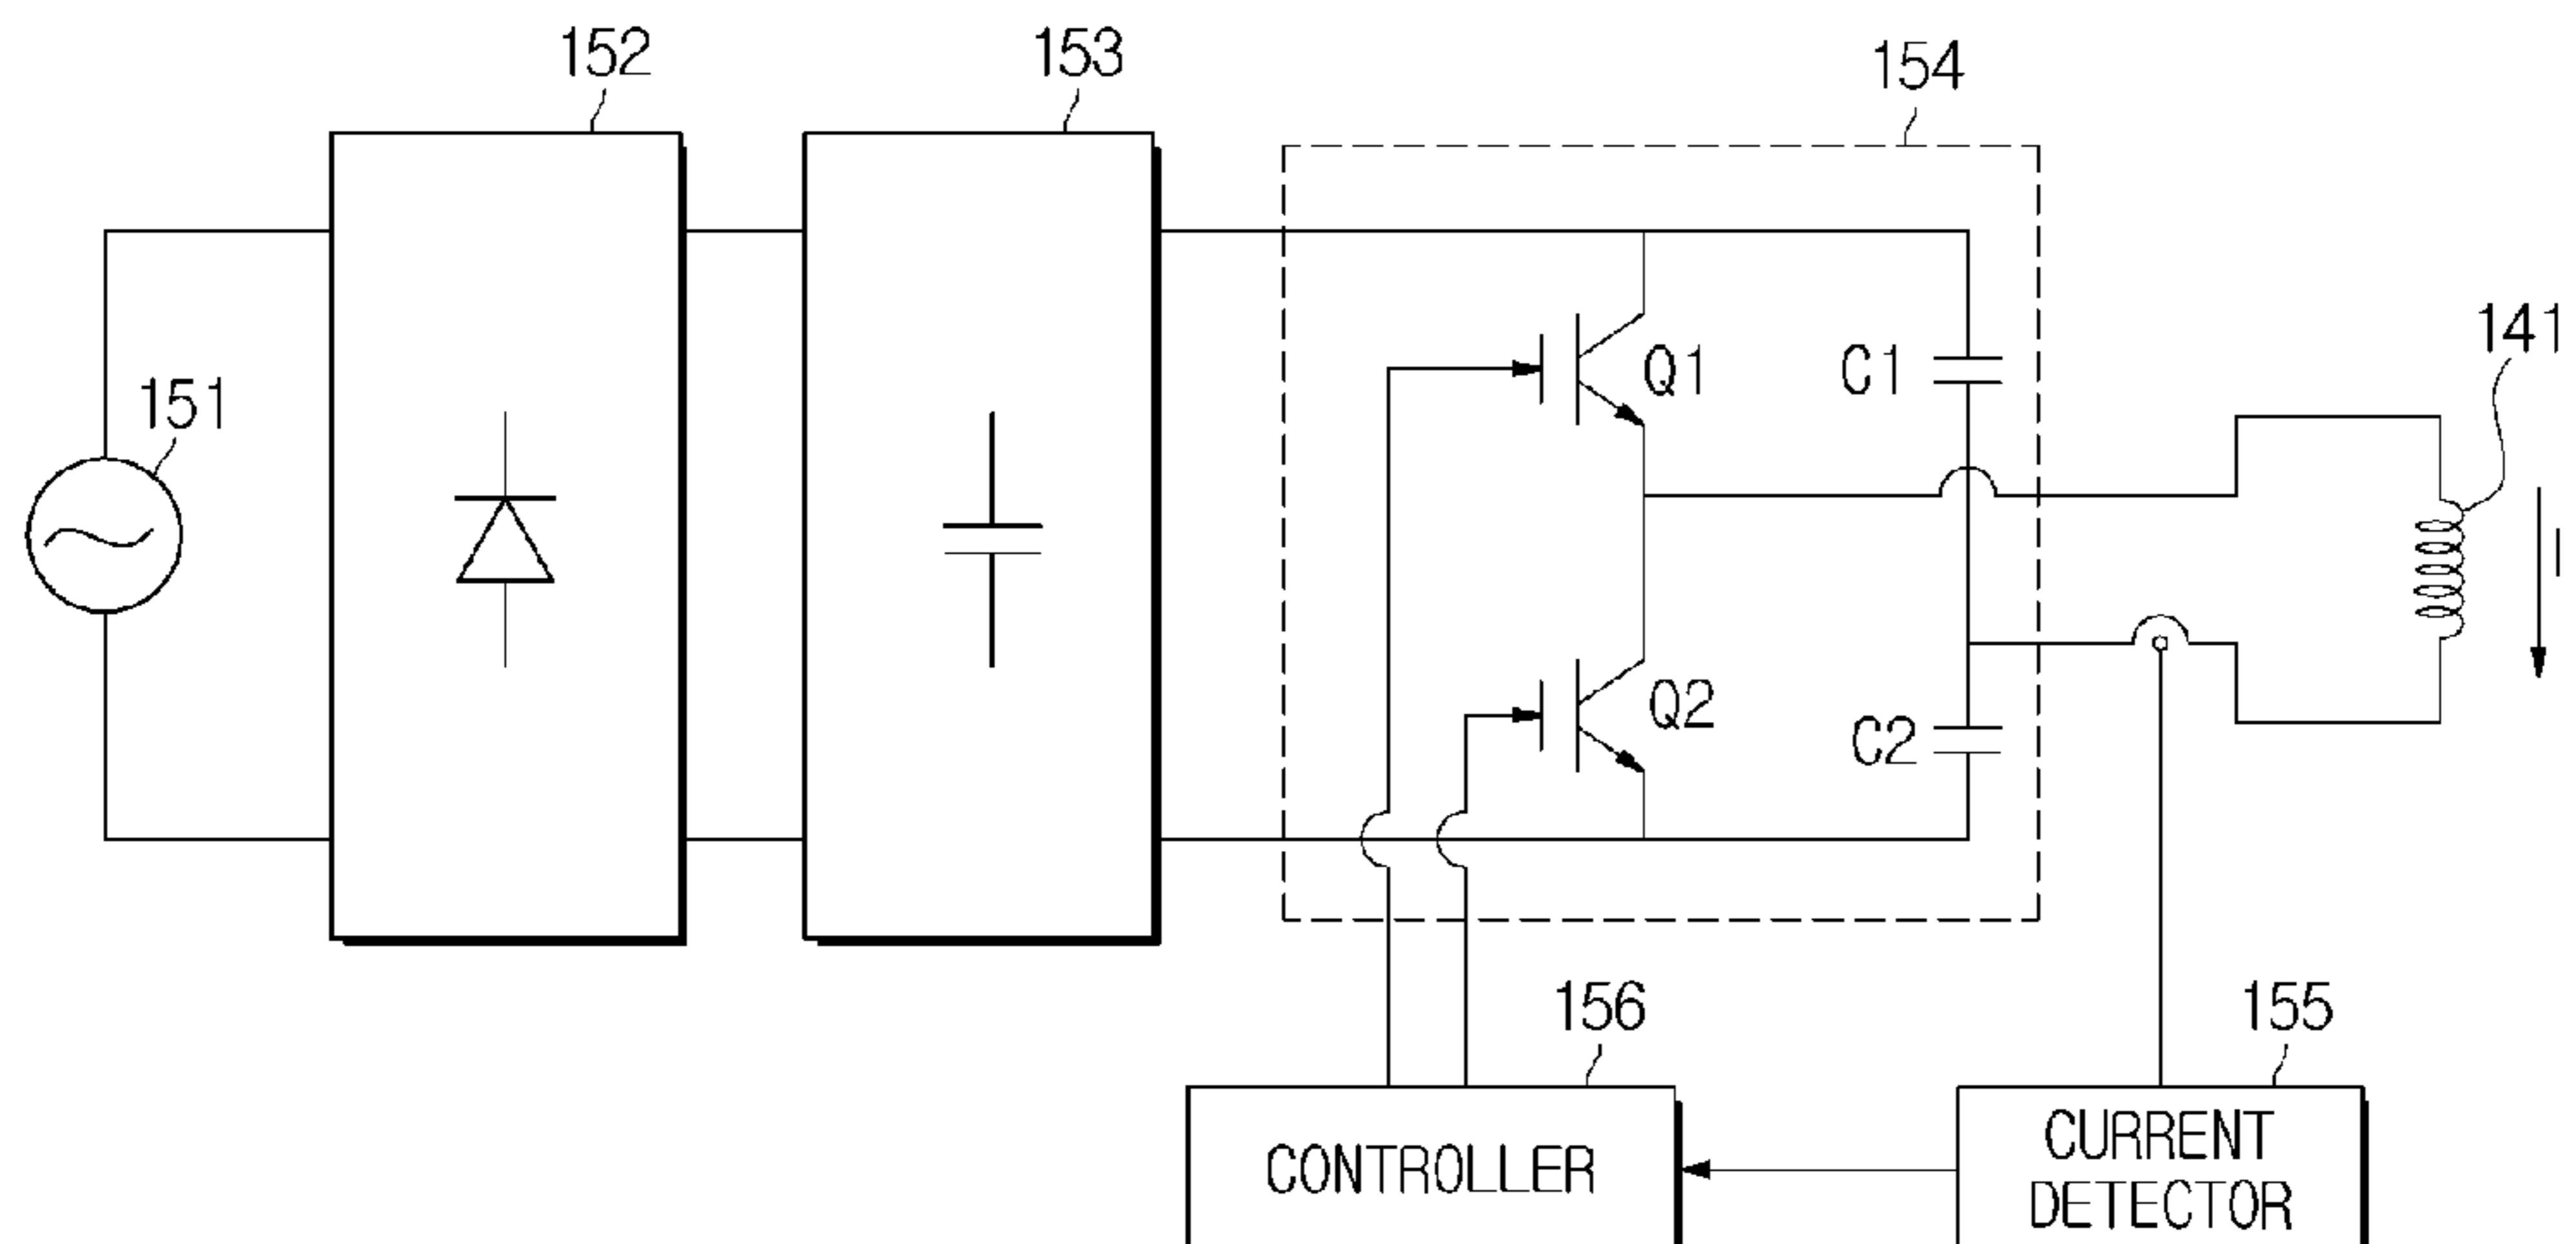 152
153
154
151
141
Q1
C1
I
Q2
C2
156
155
CONTROLLER
CURRENT
DETECTOR